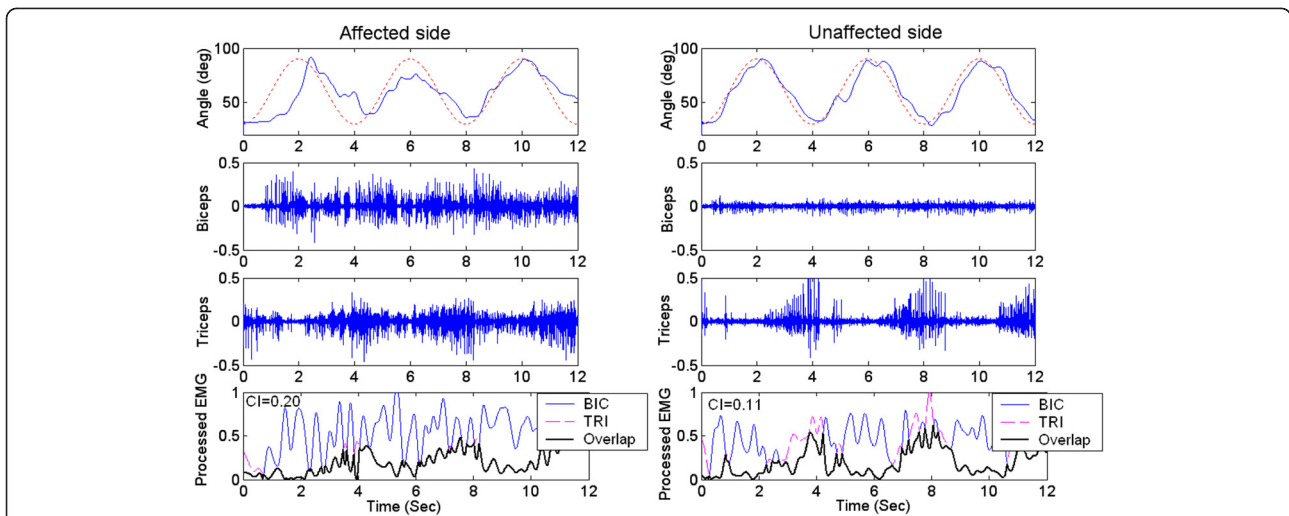 Affected side
Angle (deg)
100
50
0 2 4 6 8 10 12
Biceps
0.5
0
-0.5
0 2 4 6 8 10 12
Triceps
0.5
0
-0.5
0 2 4 6 8 10 12
Processed EMG
1
0.5
0
CI=0.20
BIC
TRI
Overlap
0 2 4 6 8 10 12
Time (Sec)
Unaffected side
Angle (deg)
100
50
0 2 4 6 8 10 12
Biceps
0.5
0
-0.5
0 2 4 6 8 10 12
Triceps
0.5
0
-0.5
0 2 4 6 8 10 12
Processed EMG
1
0.5
0
CI=0.11
BIC
TRI
Overlap
0 2 4 6 8 10 12
Time (Sec)